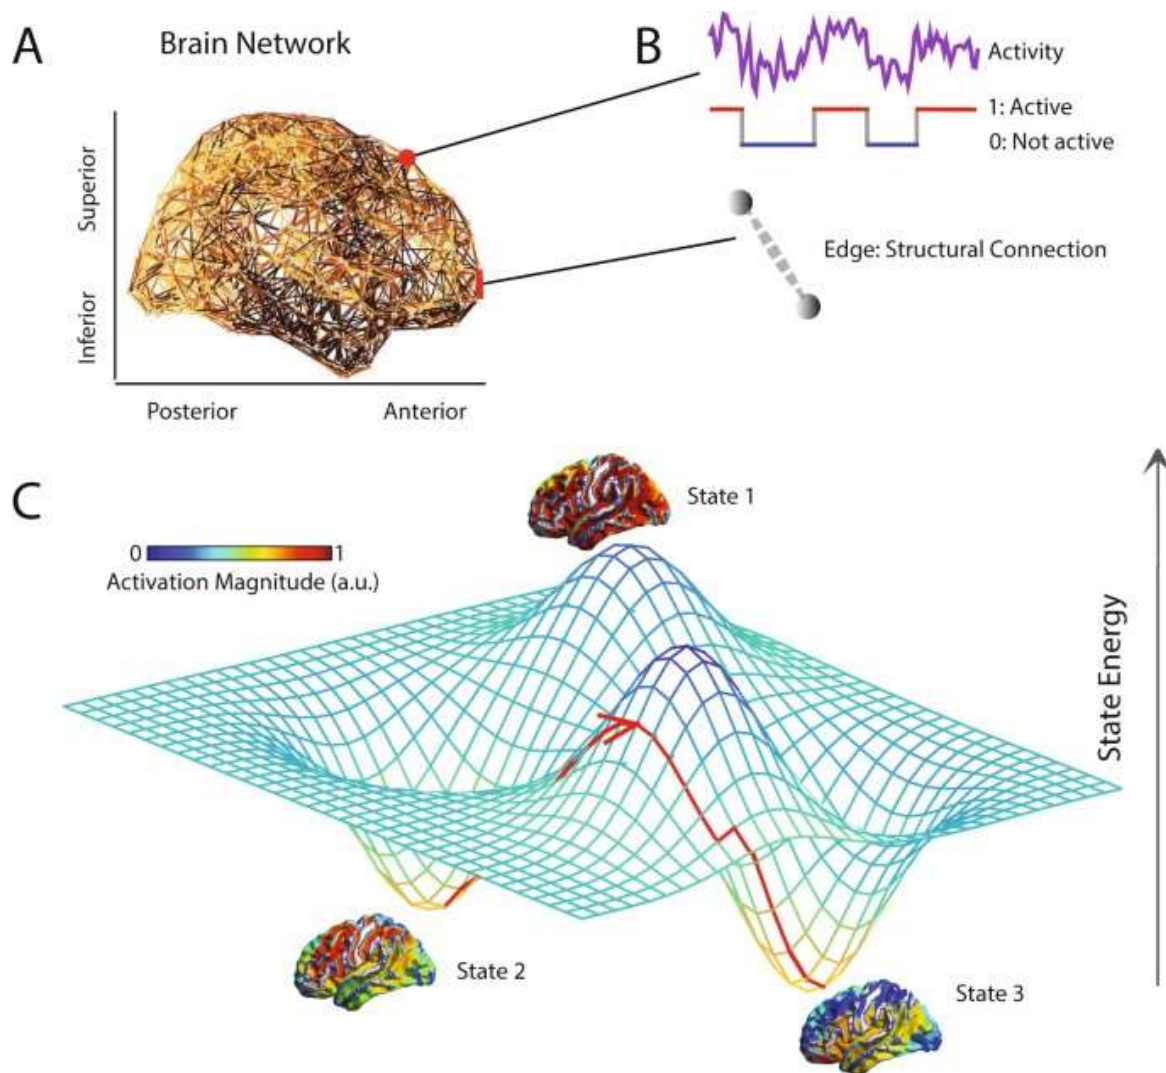 A
Brain Network
Superior
Inferior
Posterior
Anterior
B
Activity
1: Active
0: Not active
Edge: Structural Connection
C
State 1
0
1
Activation Magnitude (a.u.)
State Energy
State 2
State 3